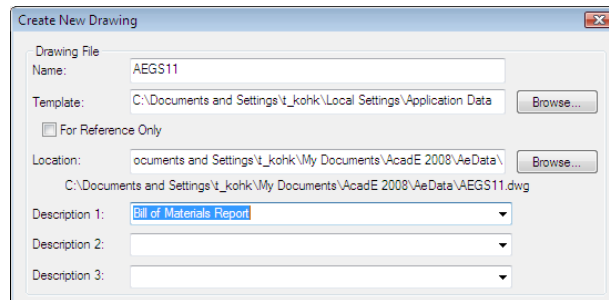 Create New Drawing
Drawing File
Name: AEGS11
Template: C:\Documents and Settings\t_kohk\Local Settings\Application Data Browse...
For Reference Only
Location: ocuments and Settings\t_kohk\My Documents\AcadE 2008\AeData\ Browse...
C:\Documents and Settings\t_kohk\My Documents\AcadE 2008\AeData\AEGS11.dwg
Description 1: Bill of Materials Report
Description 2:
Description 3: